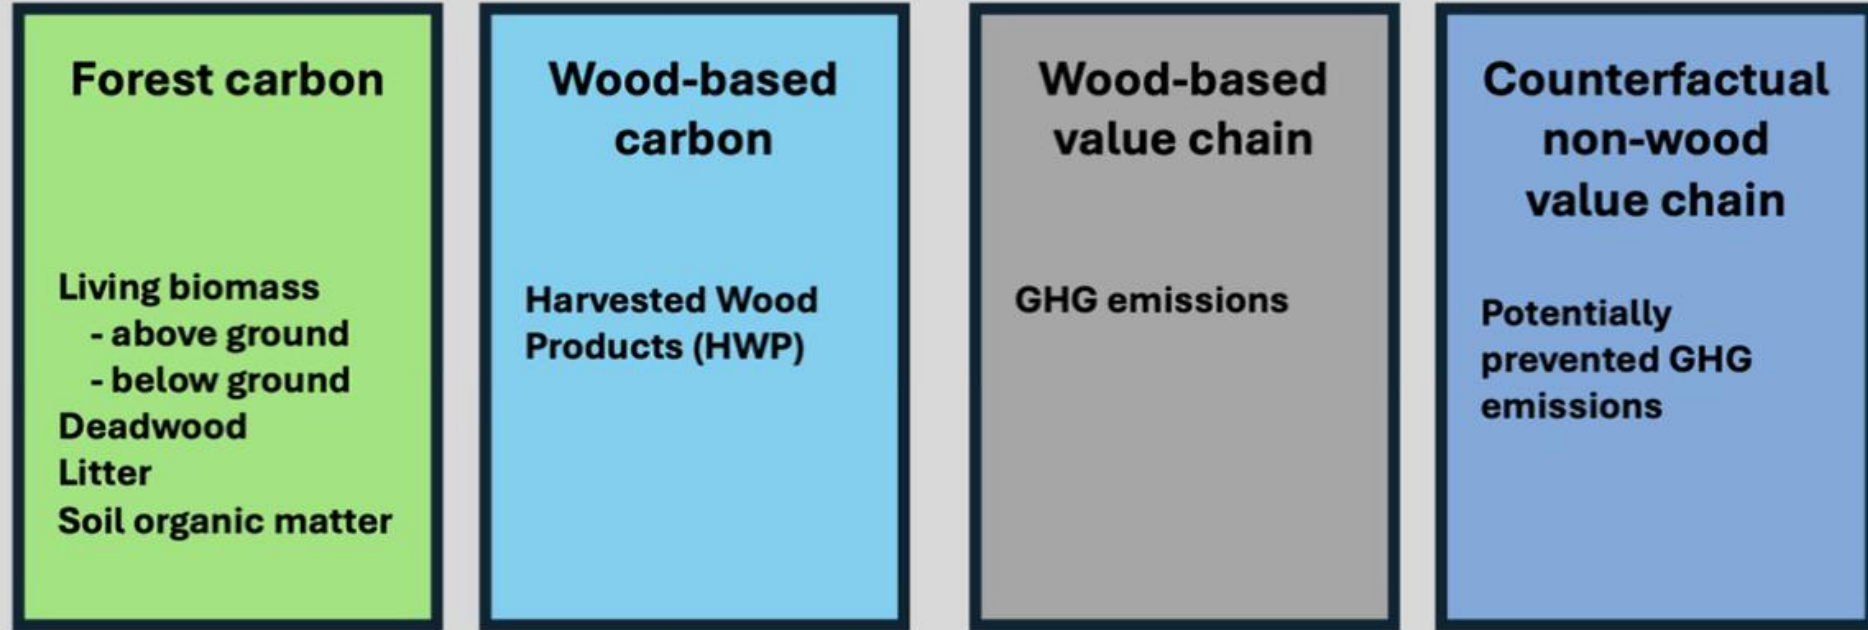 Forest carbon
Living biomass
- above ground
- below ground
Deadwood
Litter
Soil organic matter
Wood-based
carbon
Harvested Wood
Products (HWP)
Wood-based
value chain
GHG emissions
Counterfactual
non-wood
value chain
Potentially
prevented GHG
emissions